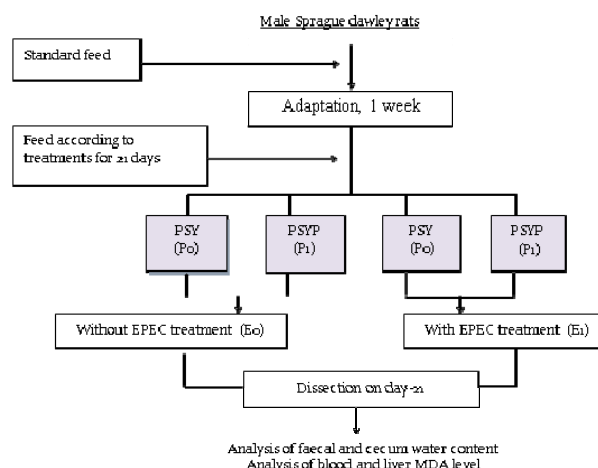 Male Sprague dawley rats
Standard feed
Adaptation, 1 week
Feed according to
treatments for 21 days
PSY
(P0)
PSYP
(P1)
PSY
(P0)
PSYP
(P1)
Without EPEC treatment (E0)
With EPEC treatment (E1)
Dissection on day-21
Analysis of faecal and cecum water content
Analysis of blood and liver MDA level